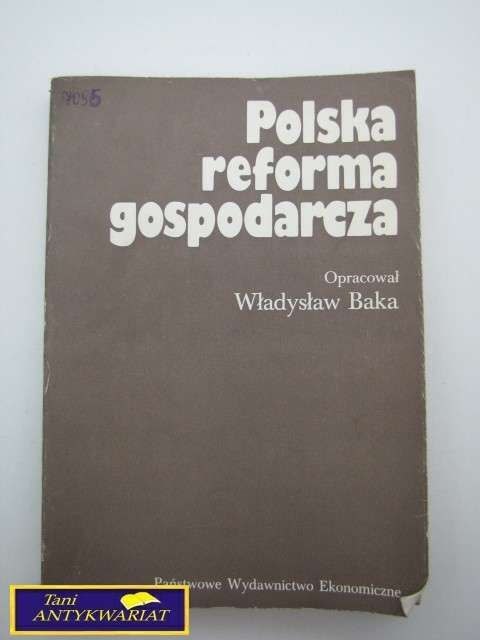 Polska
reforma
gospodarcza
Opracował
Władysław Baka
Państwowe Wydawnictwo Ekonomiczne
Tani
ANTYKWARIAT